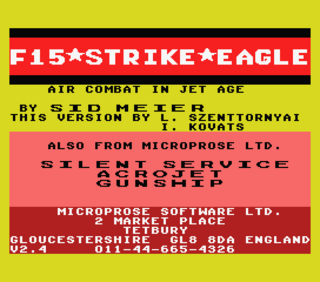 F15★STRIKE★EAGLE
AIR COMBAT IN JET AGE
BY SID MEIER
THIS VERSION BY L. SZENTTORNYAI
I. KOVATS
ALSO FROM MICROPROSE LTD.
SILENT SERVICE
ACROJET
GUNSHIP
MICROPROSE SOFTWARE LTD.
2 MARKET PLACE
TETBURY
GLOUCESTERSHIRE GL8 8DA ENGLAND
V2.4 011-44-665-4326